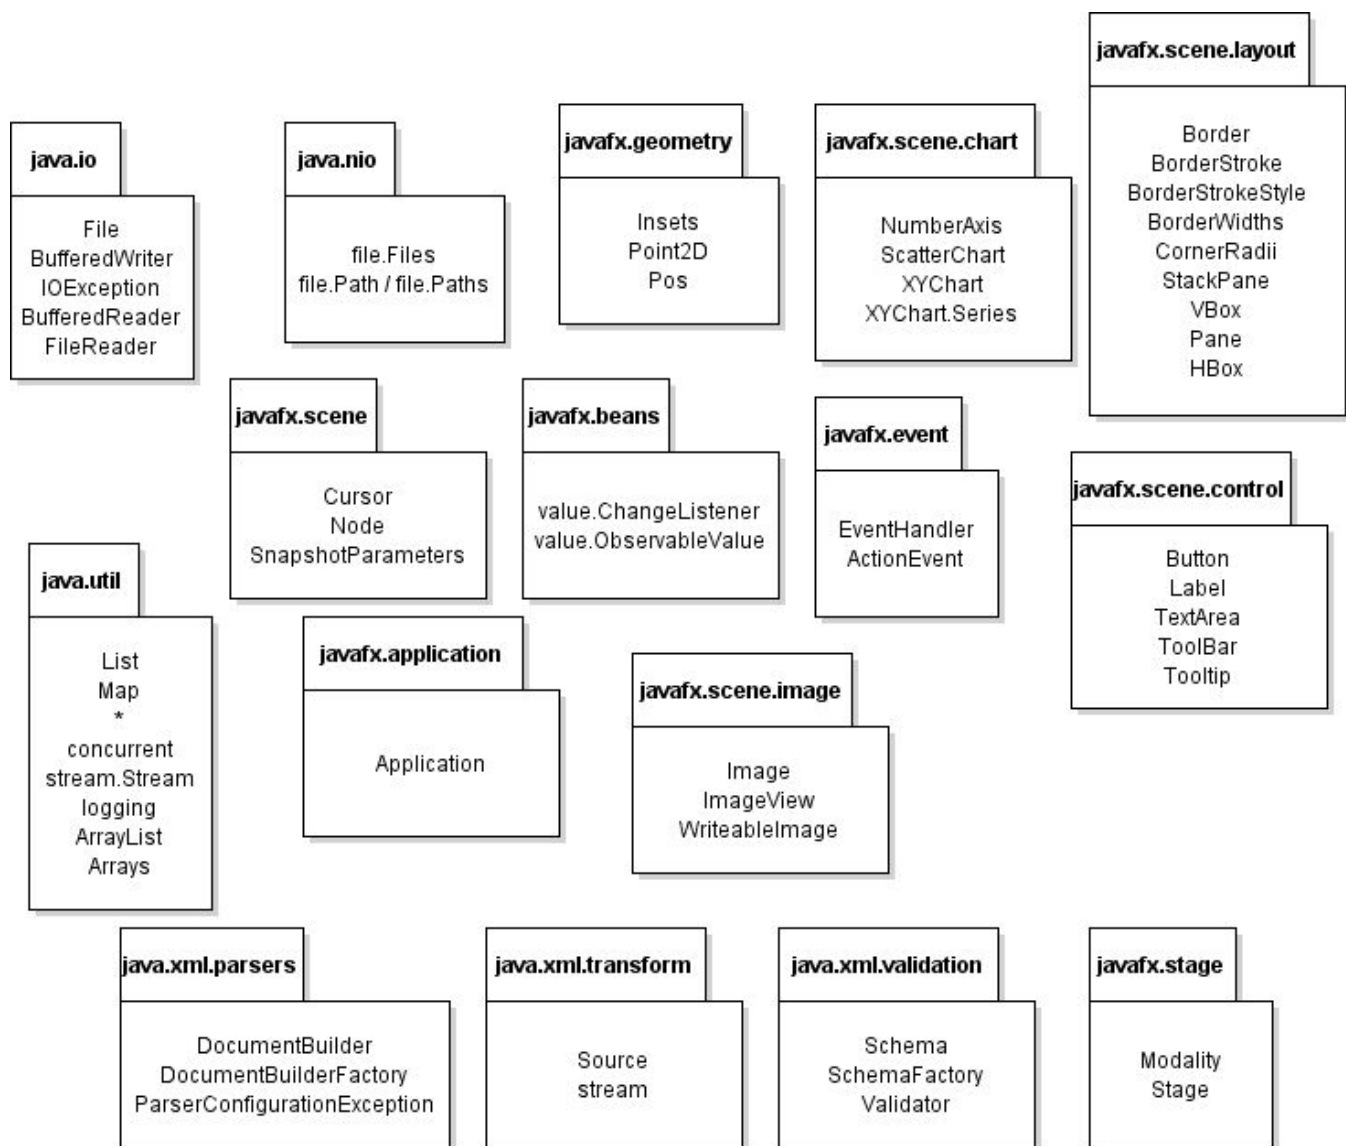 javafx.scene.layout
Border
BorderStroke
BorderStrokeStyle
BorderWidths
CornerRadii
StackPane
VBox
Pane
HBox
java.io
File
BufferedWriter
IOException
BufferedReader
FileReader
java.nio
file.Files
file.Path / file.Paths
javafx.geometry
Insets
Point2D
Pos
javafx.scene.chart
NumberAxis
ScatterChart
XYChart
XYChart.Series
javafx.scene
Cursor
Node
SnapshotParameters
javafx.beans
value.ChangeListener
value.ObservableValue
javafx.event
EventHandler
ActionEvent
javafx.scene.control
Button
Label
TextArea
ToolBar
Tooltip
java.util
List
Map
*
concurrent
stream.Stream
logging
ArrayList
Arrays
javafx.application
Application
javafx.scene.image
Image
ImageView
WriteableImage
java.xml.parsers
DocumentBuilder
DocumentBuilderFactory
ParserConfigurationException
java.xml.transform
Source
stream
java.xml.validation
Schema
SchemaFactory
Validator
javafx.stage
Modality
Stage